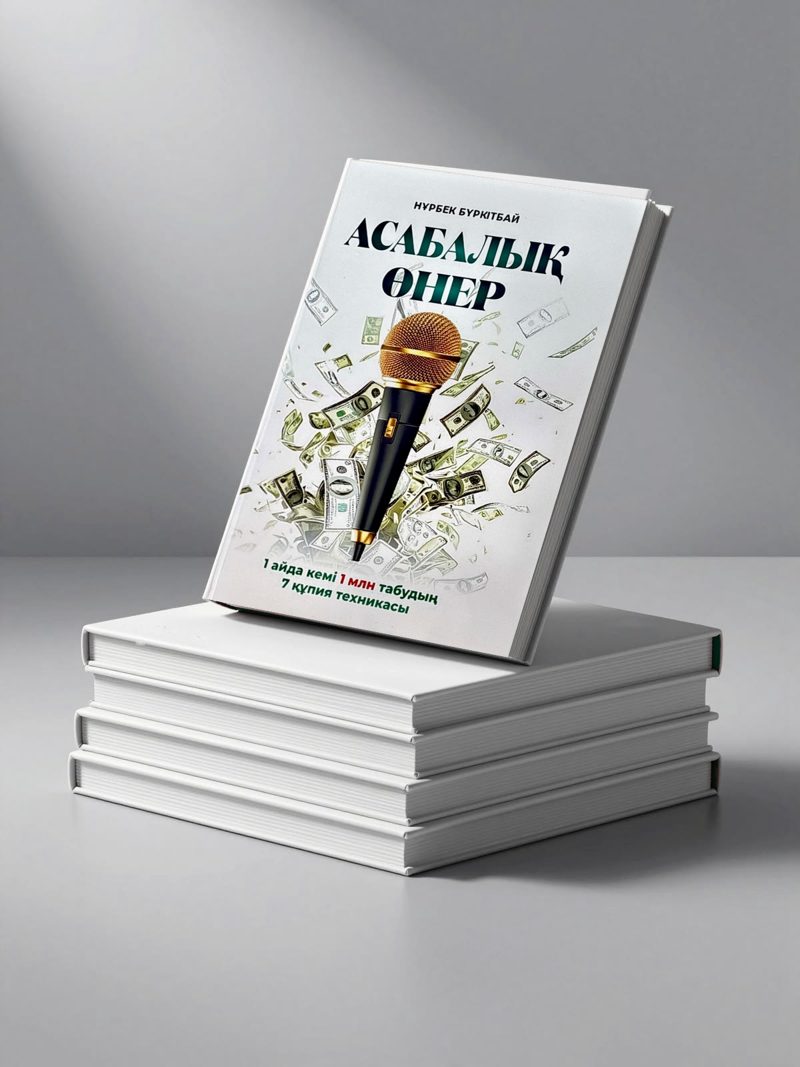 НҰРБЕК БҮРКІТБАЙ
АСАБАЛЫҚ
ӨНЕР
1 айда кемі 1 млн табудың
7 құпия техникасы